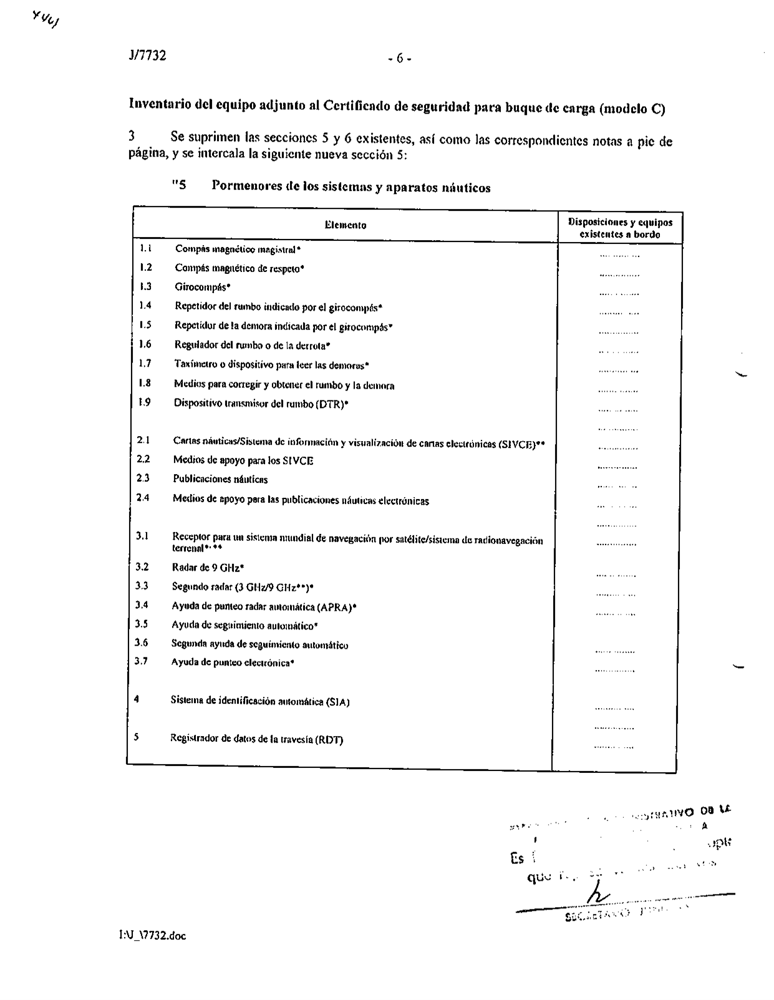 J/7732
- 6 -
Inventario del equipo adjunto al Certificado de seguridad para buque de carga (modelo C)
3 Se suprimen las secciones 5 y 6 existentes, así como las correspondientes notas a pie de
página, y se intercala la siguiente nueva sección 5:
"5 Pormenores de los sistemas y aparatos náuticos
Elemento
Disposiciones y equipos
existentes a bordo
1.1 Compás magnético magistral* ..............
1.2 Compás magnético de respeto* ..............
1.3 Girocompás* ..............
1.4 Repetidor del rumbo indicado por el girocompás* ..............
1.5 Repetidor de la demora indicada por el girocompás* ..............
1.6 Regulador del rumbo o de la derrota* ..............
1.7 Taxímetro o dispositivo para leer las demoras* ..............
1.8 Medios para corregir y obtener el rumbo y la demora ..............
1.9 Dispositivo transmisor del rumbo (DTR)* ..............
..............
2.1 Cartas náuticas/Sistema de información y visualización de cartas electrónicas (SIVCE)** ..............
2.2 Medios de apoyo para los SIVCE ..............
2.3 Publicaciones náuticas ..............
2.4 Medios de apoyo para las publicaciones náuticas electrónicas ..............
..............
3.1 Receptor para un sistema mundial de navegación por satélite/sistema de radionavegación ..............
terrenal*, **
3.2 Radar de 9 GHz* ..............
3.3 Segundo radar (3 GHz/9 GHz**)* ..............
3.4 Ayuda de punteo radar automática (APRA)* ..............
3.5 Ayuda de seguimiento automático*
3.6 Segunda ayuda de seguimiento automático ..............
3.7 Ayuda de punteo electrónica* ..............
4 Sistema de identificación automática (SIA) ..............
..............
5 Registrador de datos de la travesía (RDT) ..............
DE LA
A
Es
que
SECRETARIO
I:\J_\7732.doc